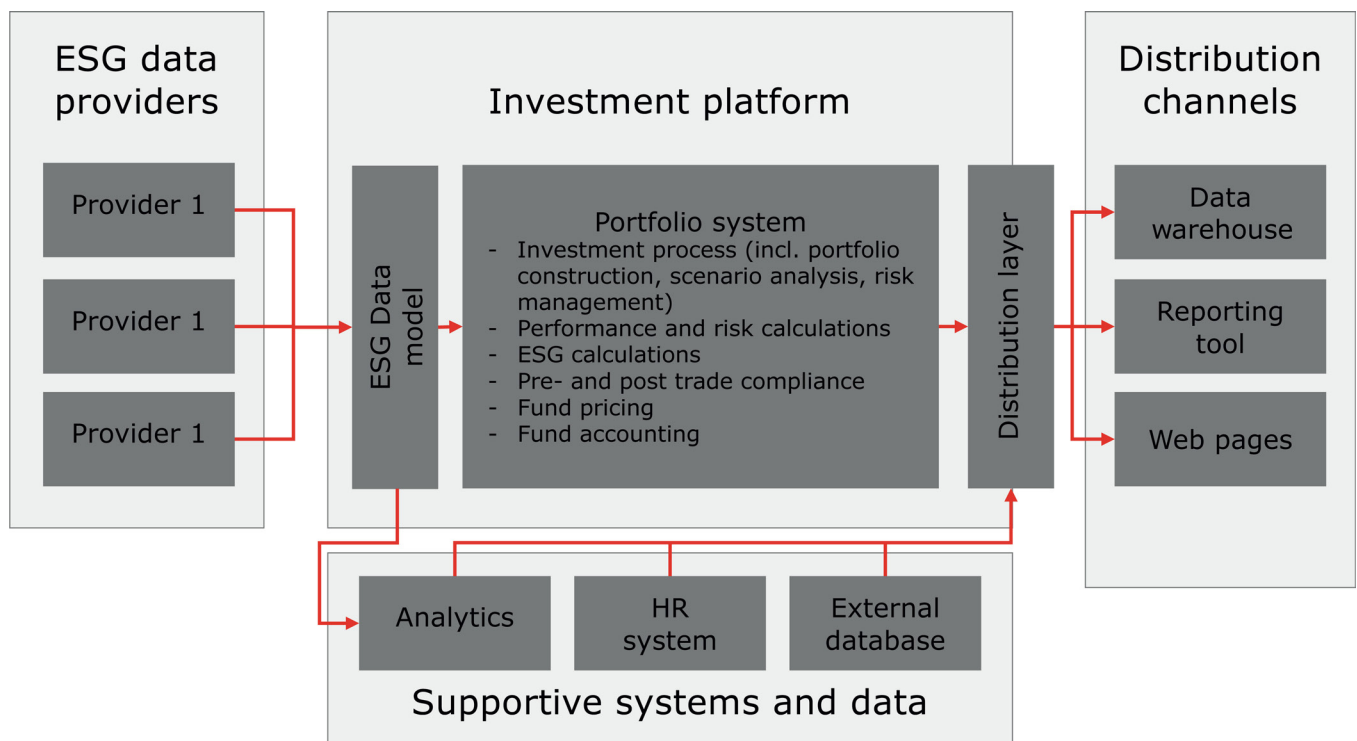 ESG data
providers
Provider 1
Provider 1
Provider 1
Investment platform
ESG Data
model
Portfolio system
- Investment process (incl. portfolio
construction, scenario analysis, risk
management)
- Performance and risk calculations
- ESG calculations
- Pre- and post trade compliance
- Fund pricing
- Fund accounting
Distribution layer
Distribution
channels
Data
warehouse
Reporting
tool
Web pages
Analytics
HR
system
External
database
Supportive systems and data